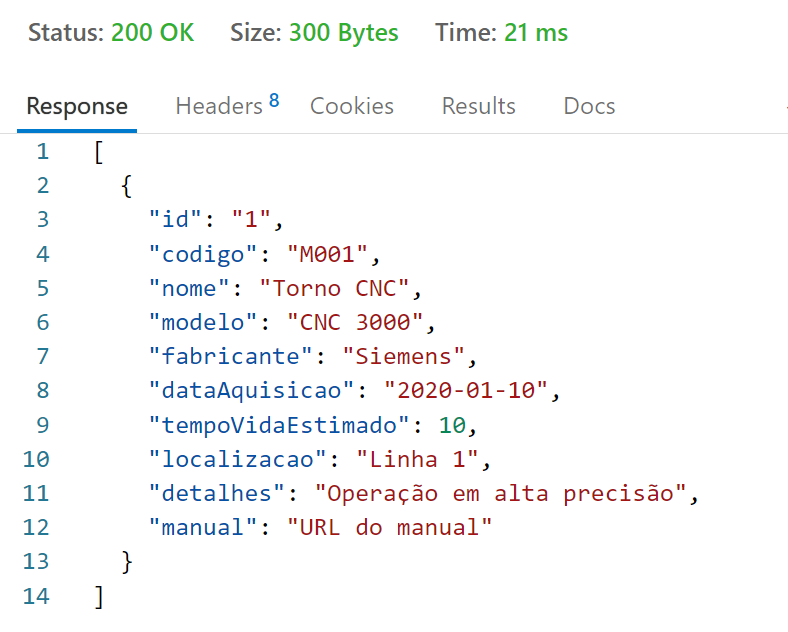 Status: 200 OK Size: 300 Bytes Time: 21 ms
Response Headers 8 Cookies Results Docs
1 [
2 {
3 "id": "1",
4 "codigo": "M001",
5 "nome": "Torno CNC",
6 "modelo": "CNC 3000",
7 "fabricante": "Siemens",
8 "dataAquisicao": "2020-01-10",
9 "tempoVidaEstimado": 10,
10 "localizacao": "Linha 1",
11 "detalhes": "Operação em alta precisão",
12 "manual": "URL do manual"
13 }
14 ]